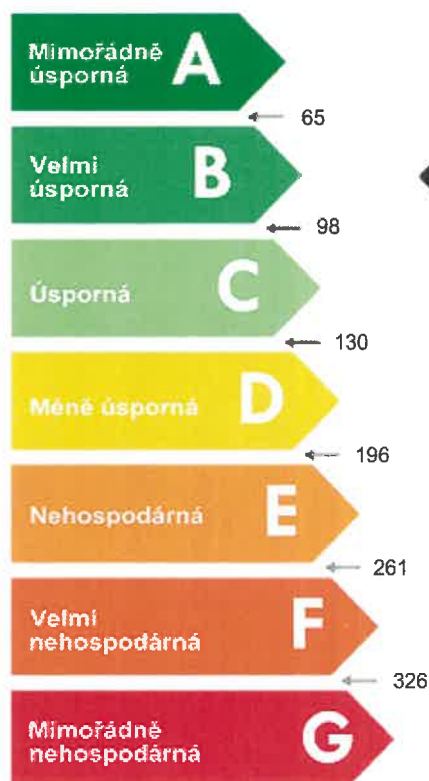 Mimořádně
úsporná
A
65
Velmi
úsporná
B
98
Úsporná
C
130
Méně úsporná
D
196
Nehospodárná
E
261
Velmi
nehospodárná
F
326
Mimořádně
nehospodárná
G